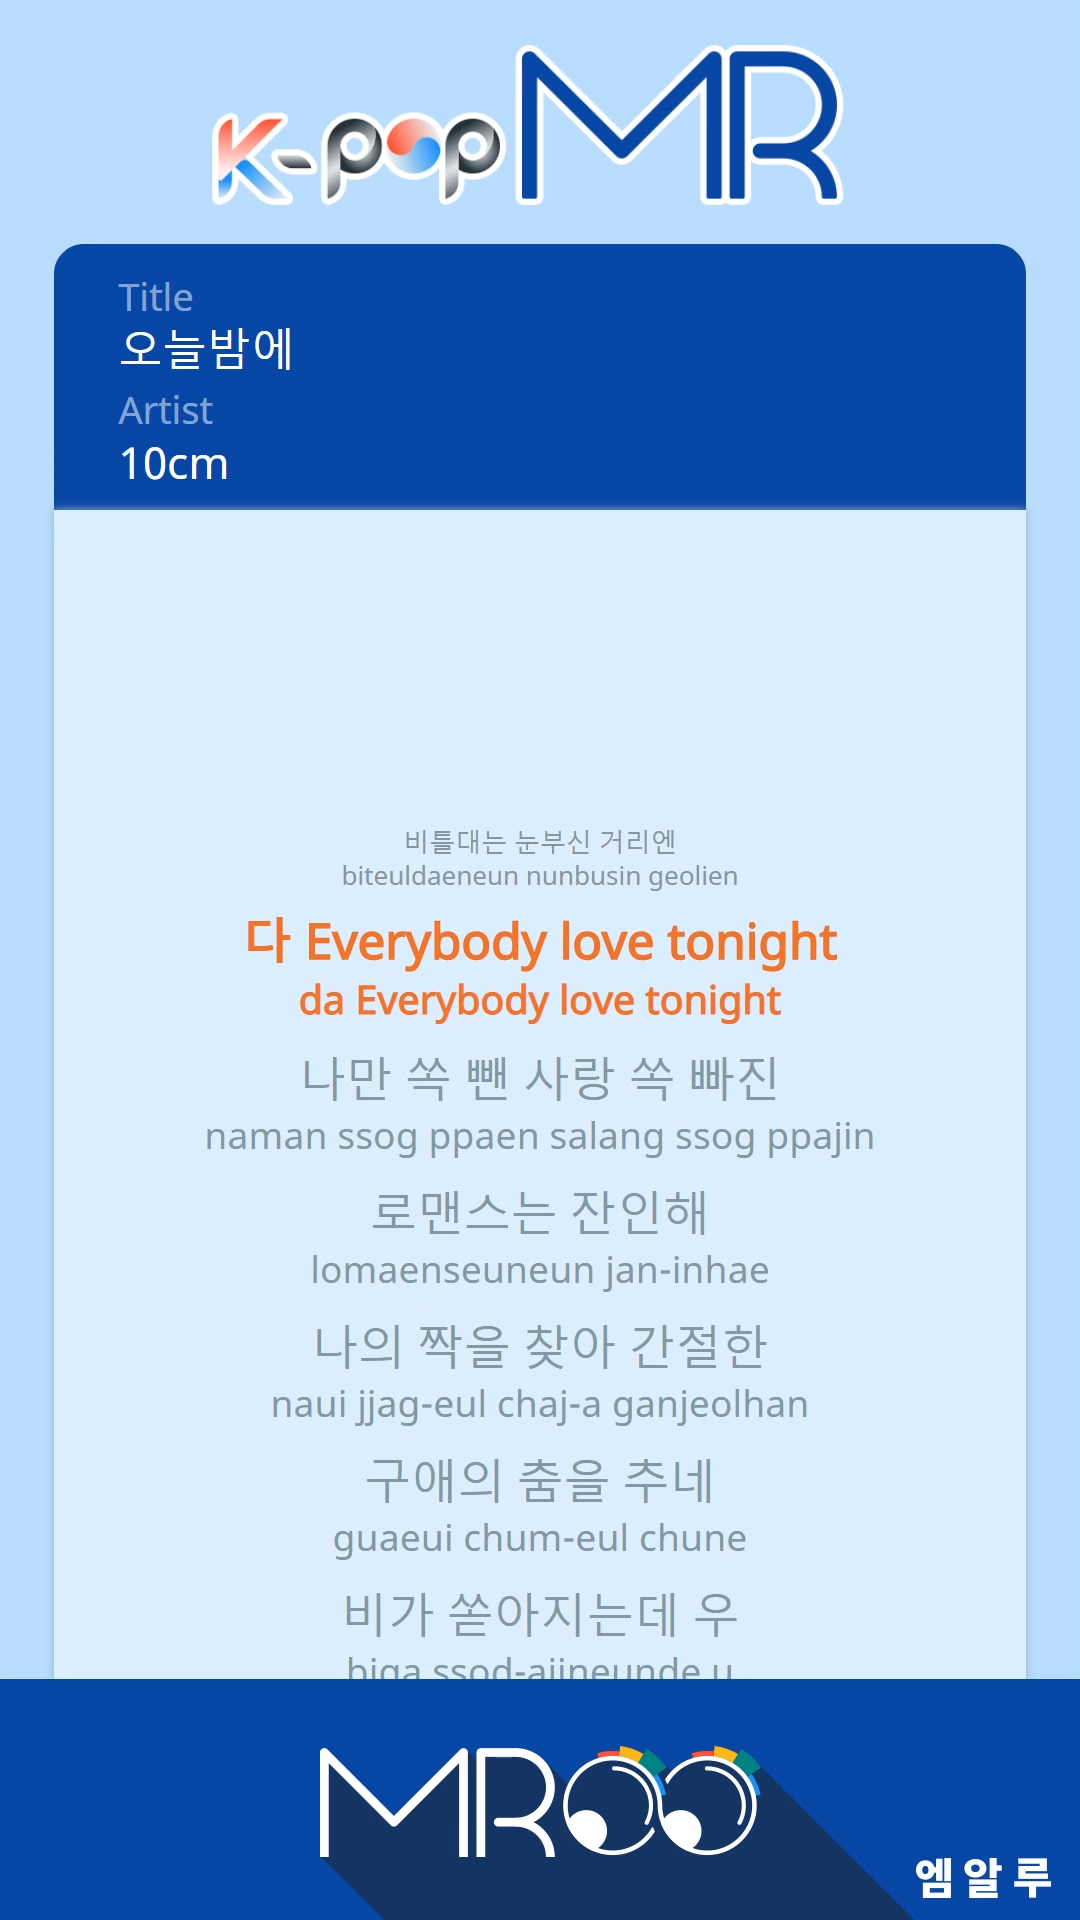 K-pop MR
Title
오늘밤에
Artist
10cm
비틀대는 눈부신 거리엔
biteuldaeneun nunbusin geolien
다 Everybody love tonight
da Everybody love tonight
나만 쏙 뺀 사랑 쏙 빠진
naman ssog ppaen salang ssog ppajin
로맨스는 잔인해
lomaenseuneun jan-inhae
나의 짝을 찾아 간절한
naui jjag-eul chaj-a ganjeolhan
구애의 춤을 추네
guaeui chum-eul chune
비가 쏟아지는데 우
biga ssod-ajineunde u
MROO
엠알루